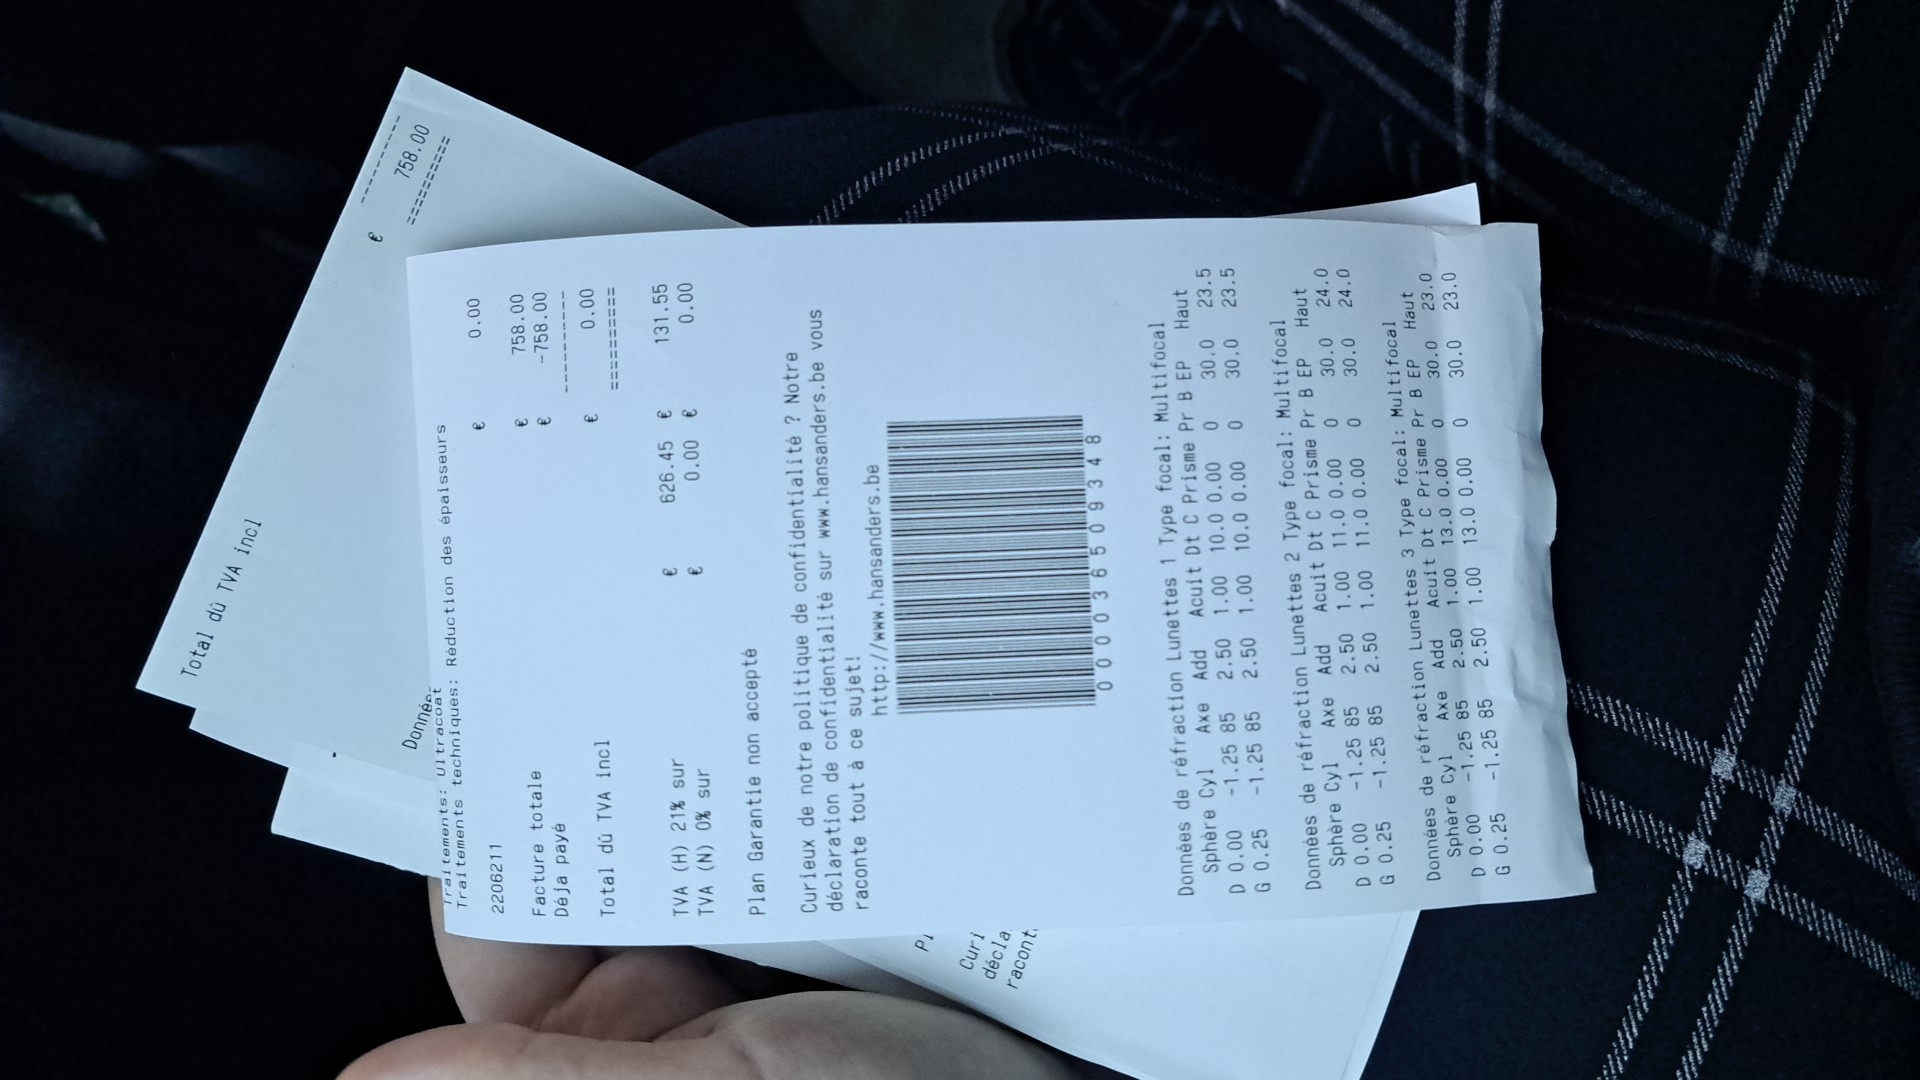 Total dû TVA incl € 758.00
Donnée
Traitements: Ultracoat
Traitements techniques: Réduction des épaisseurs
€ 0.00
2206211
Facture totale € 758.00
Déja payé € -758.00
Total dû TVA incl € 0.00
TVA (H) 21% sur € 626.45 € 131.55
TVA (N) 0% sur € 0.00 € 0.00
Plan Garantie non accepté
Curieux de notre politique de confidentialité ? Notre
déclaration de confidentialité sur www.hansanders.be vous
raconte tout à ce sujet!
http://www.hansanders.be
000036509348
Données de réfraction Lunettes 1 Type focal: Multifocal
Sphère Cyl Axe Add Acuit Dt C Prisme Pr B EP Haut
D 0.00 -1.25 85 2.50 1.00 10.0 0.00 0 30.0 23.5
G 0.25 -1.25 85 2.50 1.00 10.0 0.00 0 30.0 23.5
Données de réfraction Lunettes 2 Type focal: Multifocal
Sphère Cyl Axe Add Acuit Dt C Prisme Pr B EP Haut
D 0.00 -1.25 85 2.50 1.00 11.0 0.00 0 30.0 24.0
G 0.25 -1.25 85 2.50 1.00 11.0 0.00 0 30.0 24.0
Données de réfraction Lunettes 3 Type focal: Multifocal
Sphère Cyl Axe Add Acuit Dt C Prisme Pr B EP Haut
D 0.00 -1.25 85 2.50 1.00 13.0 0.00 0 30.0 23.0
G 0.25 -1.25 85 2.50 1.00 13.0 0.00 0 30.0 23.0
Curi
décla
racont